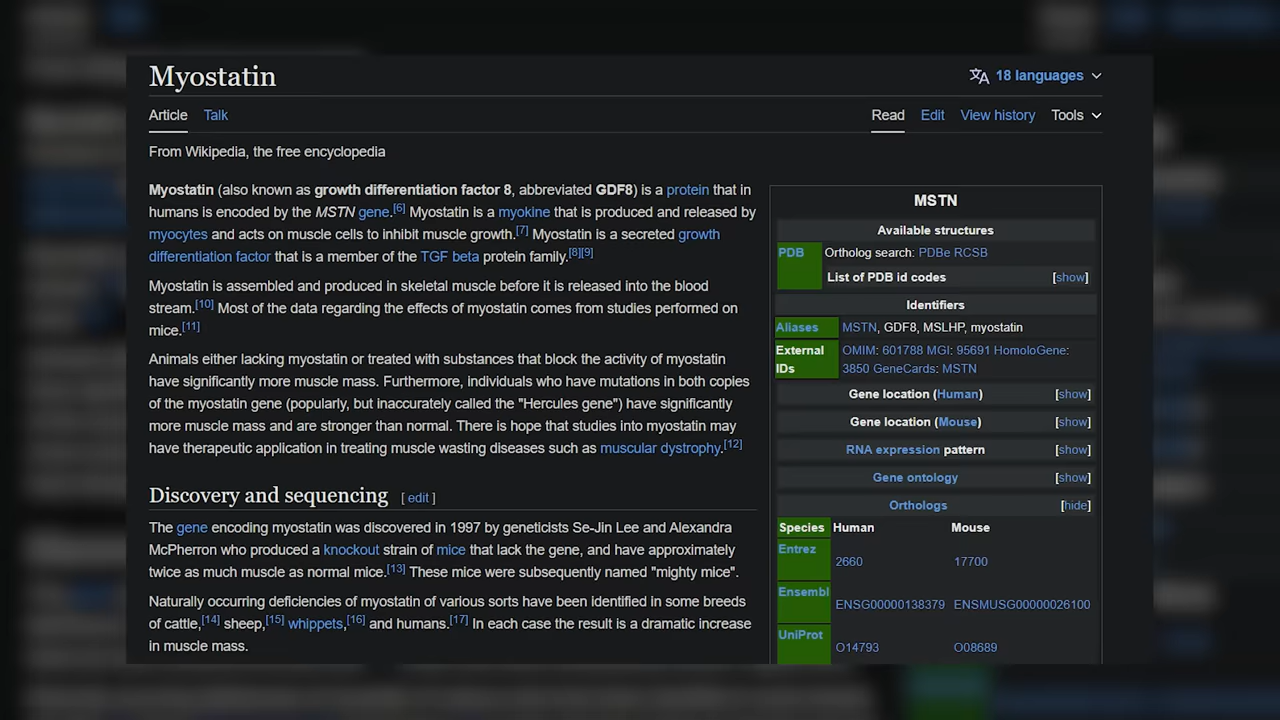 Myostatin
18 languages
Article Talk
Read Edit View history Tools
From Wikipedia, the free encyclopedia
Myostatin (also known as growth differentiation factor 8, abbreviated GDF8) is a protein that in
humans is encoded by the MSTN gene.[6] Myostatin is a myokine that is produced and released by
myocytes and acts on muscle cells to inhibit muscle growth.[7] Myostatin is a secreted growth
differentiation factor that is a member of the TGF beta protein family.[8][9]
Myostatin is assembled and produced in skeletal muscle before it is released into the blood
stream.[10] Most of the data regarding the effects of myostatin comes from studies performed on
mice.[11]
Animals either lacking myostatin or treated with substances that block the activity of myostatin
have significantly more muscle mass. Furthermore, individuals who have mutations in both copies
of the myostatin gene (popularly, but inaccurately called the "Hercules gene") have significantly
more muscle mass and are stronger than normal. There is hope that studies into myostatin may
have therapeutic application in treating muscle wasting diseases such as muscular dystrophy.[12]
Discovery and sequencing [ edit ]
The gene encoding myostatin was discovered in 1997 by geneticists Se-Jin Lee and Alexandra
McPherron who produced a knockout strain of mice that lack the gene, and have approximately
twice as much muscle as normal mice.[13] These mice were subsequently named "mighty mice".
Naturally occurring deficiencies of myostatin of various sorts have been identified in some breeds
of cattle,[14] sheep,[15] whippets,[16] and humans.[17] In each case the result is a dramatic increase
in muscle mass.
MSTN
Available structures
PDB Ortholog search: PDBe RCSB
List of PDB id codes [show]
Identifiers
Aliases MSTN, GDF8, MSLHP, myostatin
External OMIM: 601788 MGI: 95691 HomoloGene:
IDs 3850 GeneCards: MSTN
Gene location (Human) [show]
Gene location (Mouse) [show]
RNA expression pattern [show]
Gene ontology [show]
Orthologs [hide]
Species Human Mouse
Entrez
2660 17700
Ensembl
ENSG00000138379 ENSMUSG00000026100
UniProt
O14793 O08689